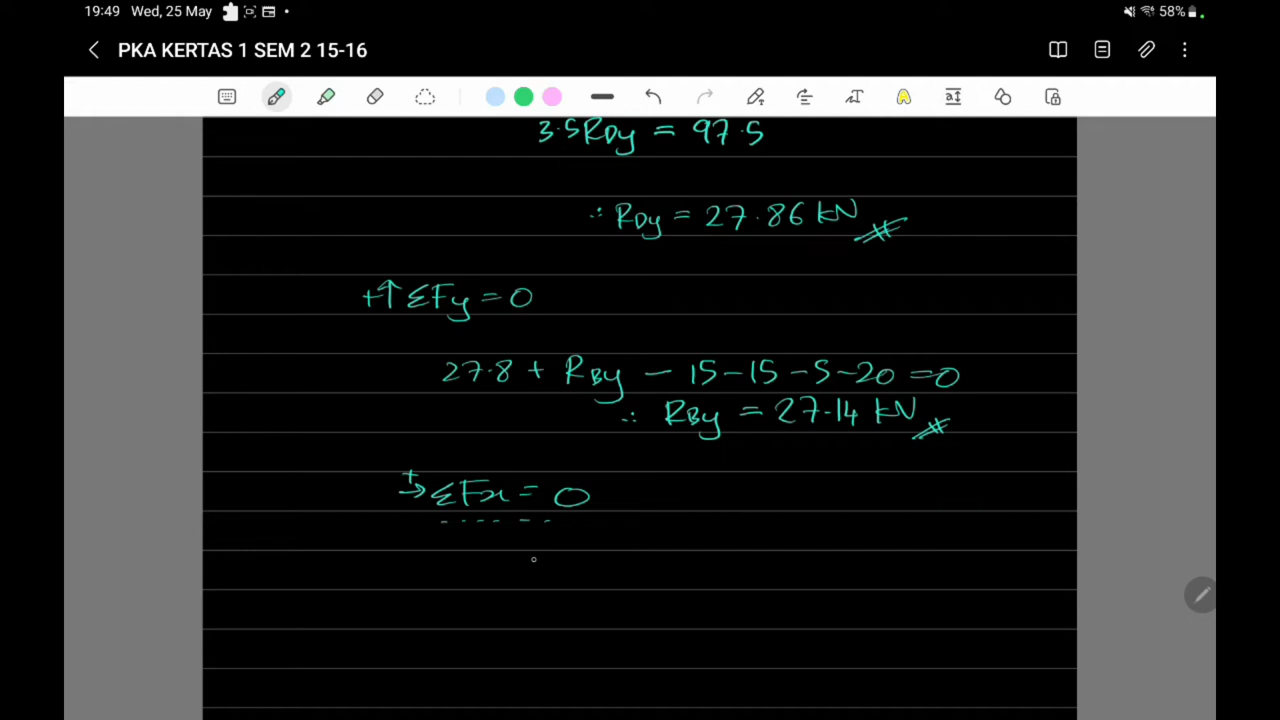 19:49 Wed, 25 May
58%
PKA KERTAS 1 SEM 2 15-16
3.5RDy = 97.5
∴ RDy = 27.86 kN
+↑ ΣFy = 0
27.8 + RBy - 15 - 15 - 5 - 20 = 0
∴ RBy = 27.14 kN
+→ ΣFx = 0